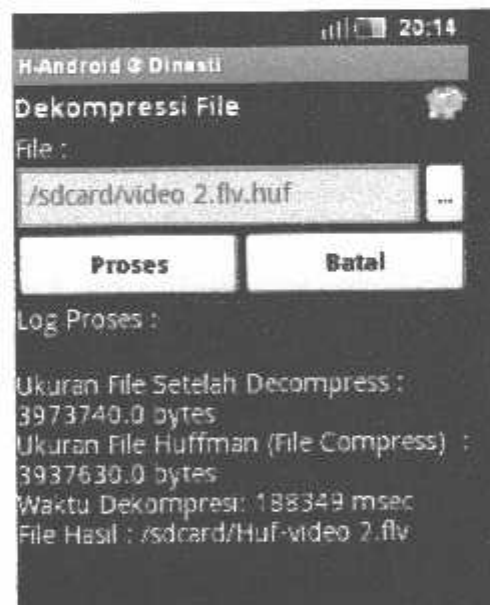 20:14
H-Android @ Dinasti
Dekompressi File
File :
/sdcard/video 2.flv.huf
...
Proses
Batal
Log Proses :
Ukuran File Setelah Decompress :
3973740.0 bytes
Ukuran File Huffman (File Compress) :
3937630.0 bytes
Waktu Dekompresi: 188349 msec
File Hasil : /sdcard/Huf-video 2.flv